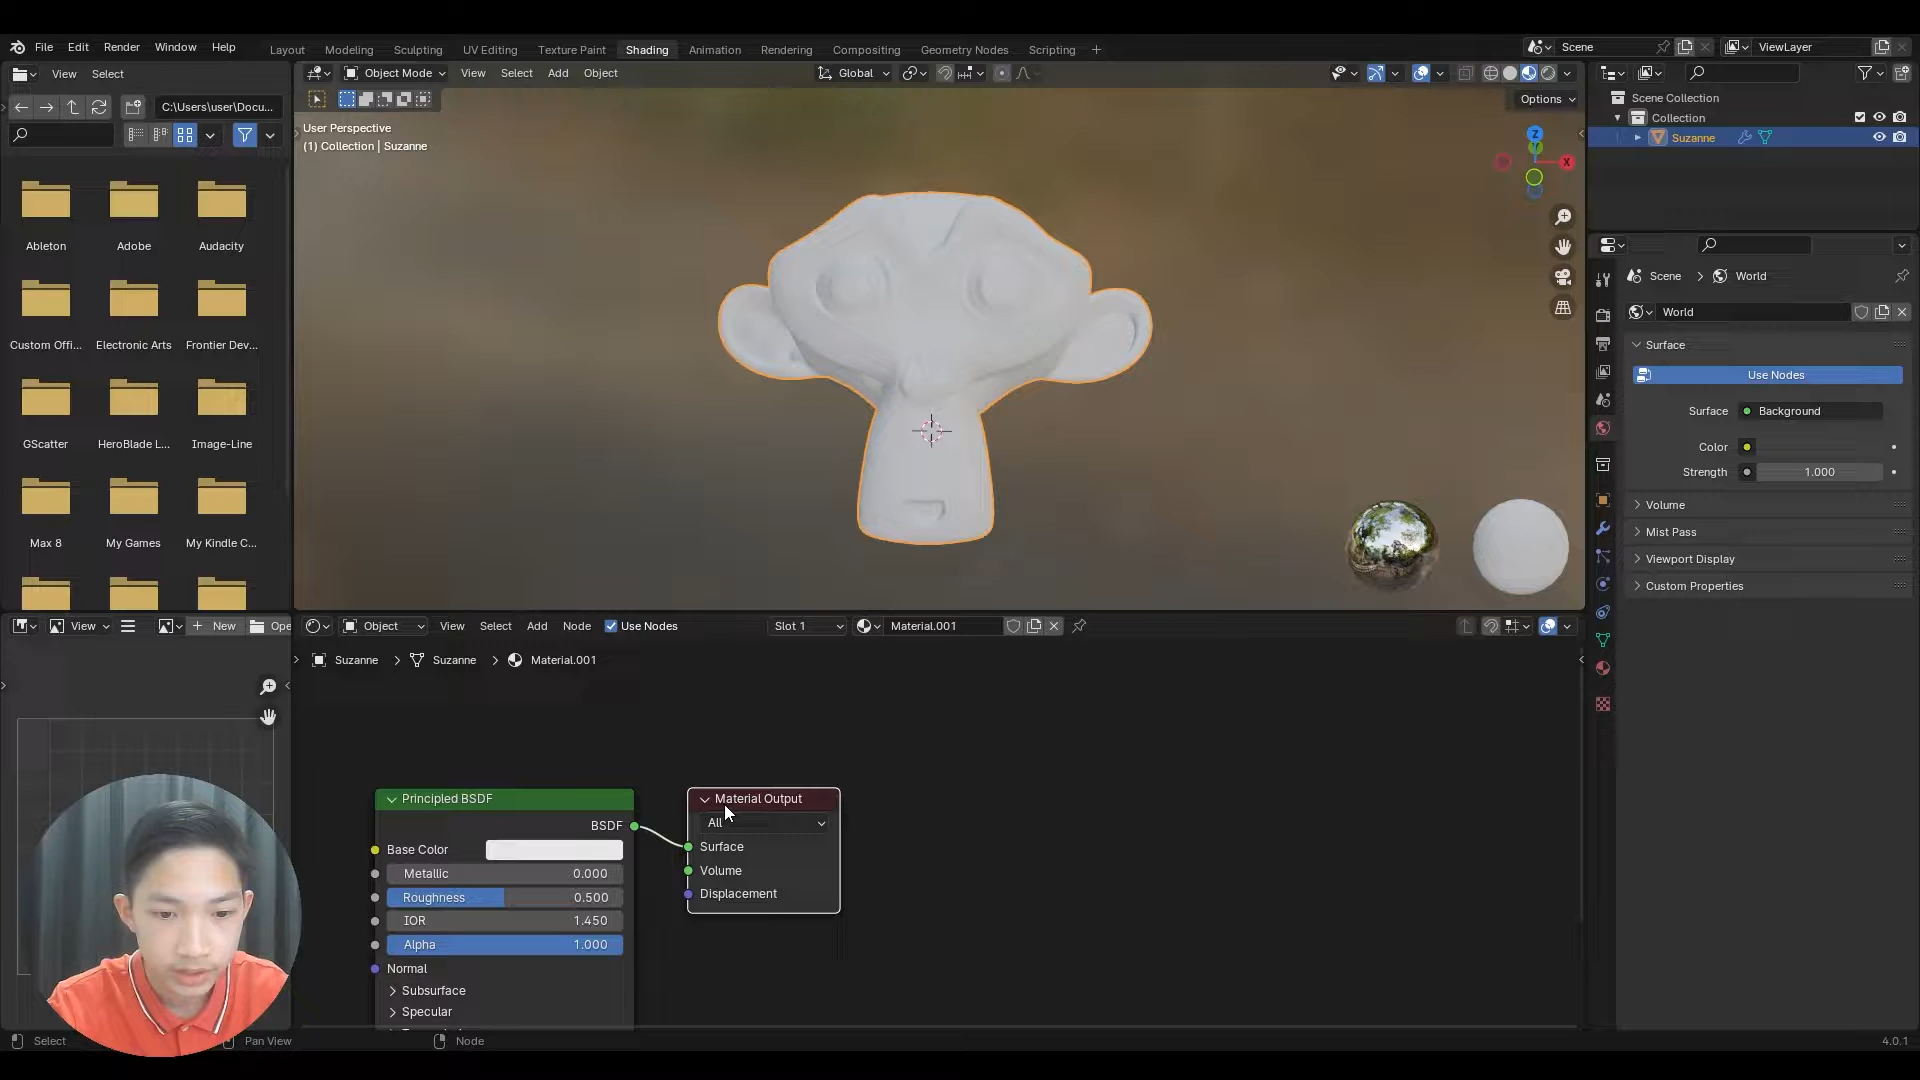 File Edit Render Window Help Layout Modeling Sculpting UV Editing Texture Paint Shading Animation Rendering Compositing Geometry Nodes Scripting + Scene ViewLayer
View Select
Object Mode View Select Add Object Global
C:\Users\user\Docu...
Options
User Perspective
(1) Collection | Suzanne
Z
Y
X
Ableton Adobe Audacity
Custom Offi... Electronic Arts Frontier Dev...
GScatter HeroBlade L... Image-Line
Max 8 My Games My Kindle C...
Scene Collection
Collection
Suzanne
Scene > World
World
Surface
Use Nodes
Surface Background
Color
Strength 1.000
Volume
Mist Pass
Viewport Display
Custom Properties
View + New Ope
Object View Select Add Node Use Nodes Slot 1 Material.001
Suzanne > Suzanne > Material.001
Principled BSDF
BSDF
Base Color
Metallic 0.000
Roughness 0.500
IOR 1.450
Alpha 1.000
Normal
Subsurface
Specular
Material Output
All
Surface
Volume
Displacement
Select Pan View Node 4.0.1